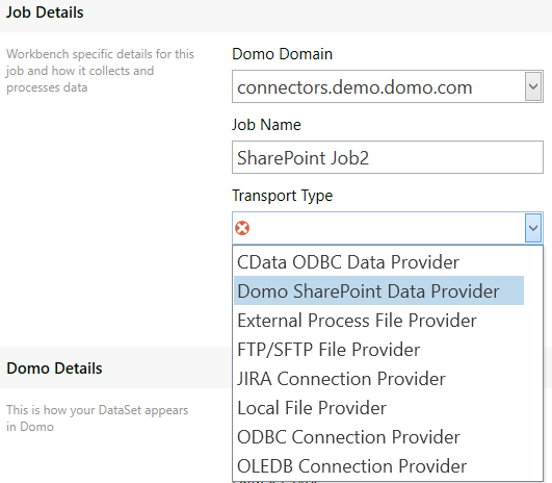 Job Details
Workbench specific details for this
job and how it collects and
processes data
Domo Domain
connectors.demo.domo.com
Job Name
SharePoint Job2
Transport Type
CData ODBC Data Provider
Domo SharePoint Data Provider
External Process File Provider
FTP/SFTP File Provider
JIRA Connection Provider
Local File Provider
ODBC Connection Provider
OLEDB Connection Provider
Domo Details
This is how your DataSet appears
in Domo